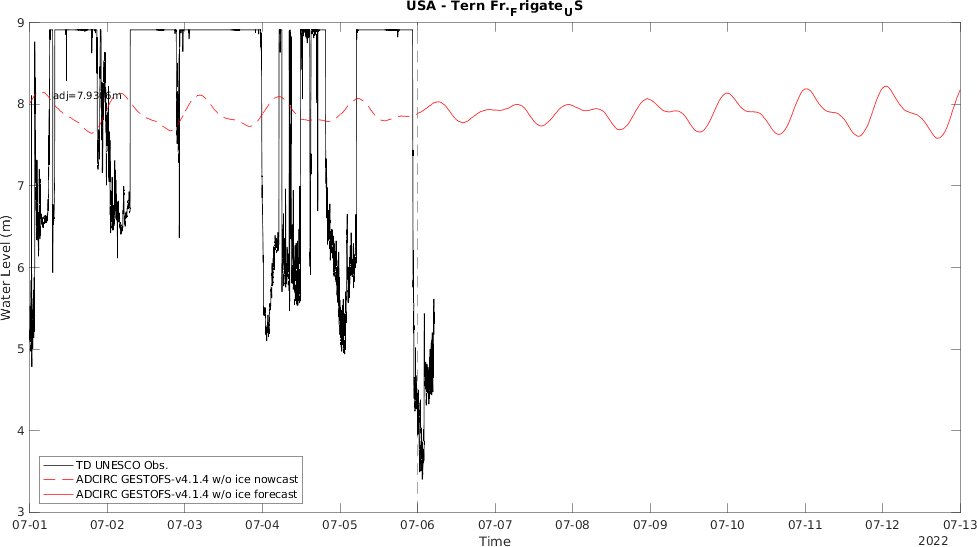 USA - Tern Fr.FrigateUS
9
8
7
6
5
4
3
Water Level (m)
TD UNESCO Obs.
ADCIRC GESTOFS-v4.1.4 w/o ice nowcast
ADCIRC GESTOFS-v4.1.4 w/o ice forecast
07-01 07-02 07-03 07-04 07-05 07-06 07-07 07-08 07-09 07-10 07-11 07-12 07-13
Time
2022